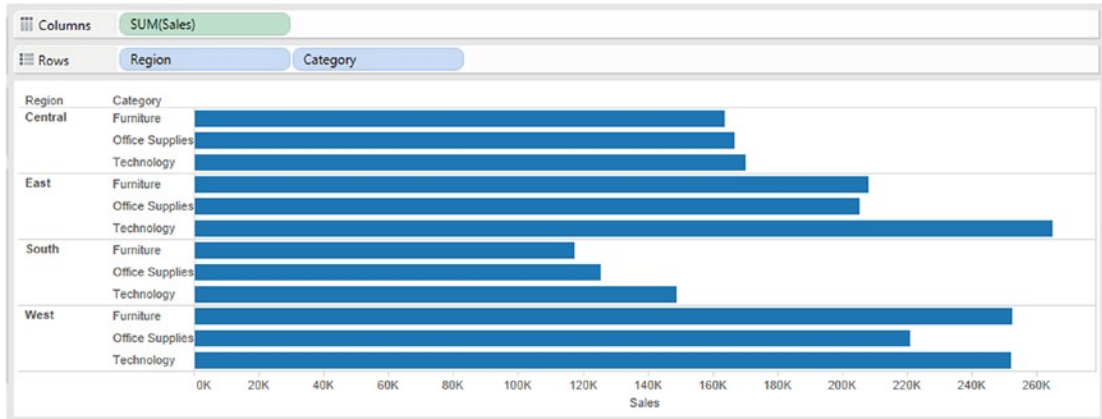 Columns SUM(Sales)
Rows Region Category
Region Category
Central Furniture
Office Supplies
Technology
East Furniture
Office Supplies
Technology
South Furniture
Office Supplies
Technology
West Furniture
Office Supplies
Technology
0K 20K 40K 60K 80K 100K 120K 140K 160K 180K 200K 220K 240K 260K
Sales